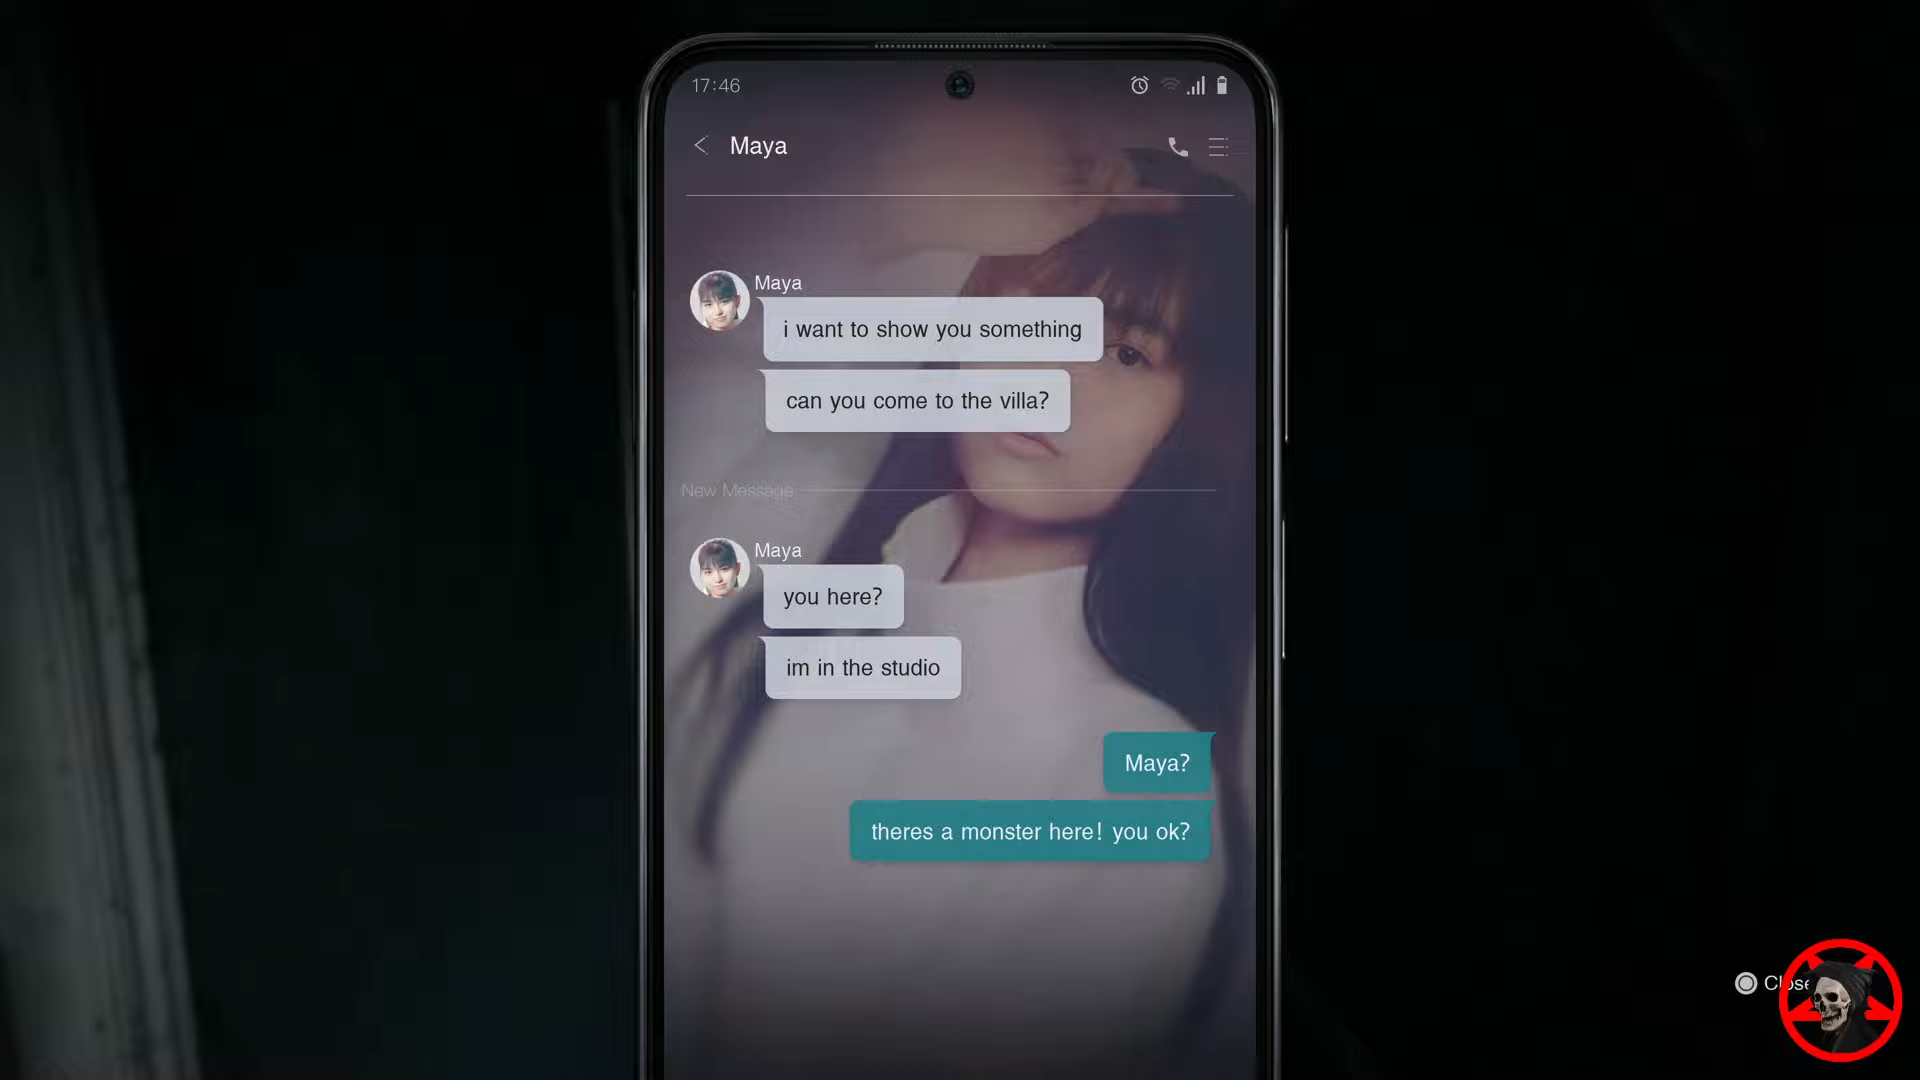 17:46
Maya
Maya
i want to show you something
can you come to the villa?
New Message
Maya
you here?
im in the studio
Maya?
theres a monster here! you ok?
Close